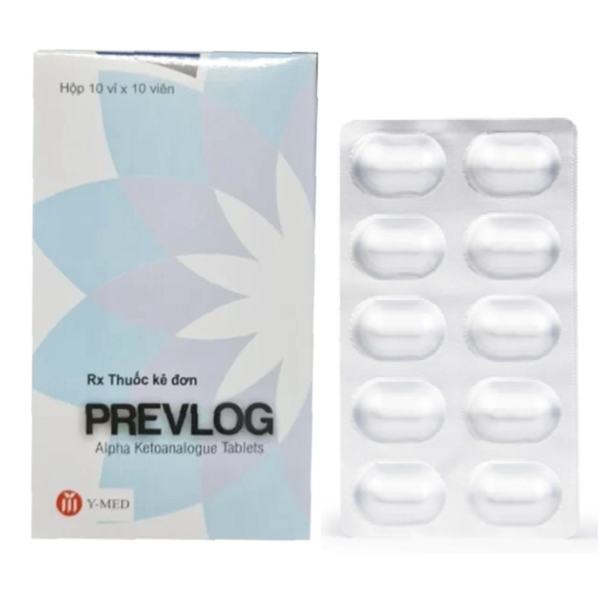 Hộp 10 vỉ x 10 viên
Rx Thuốc kê đơn
PREVLOG
Alpha Ketoanalogue Tablets
Y-MED